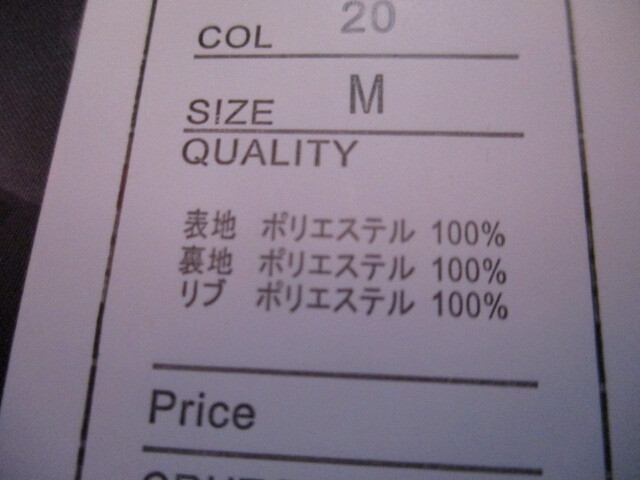 COL 20
SIZE M
QUALITY
表地 ポリエステル 100%
裏地 ポリエステル 100%
リブ ポリエステル 100%
Price